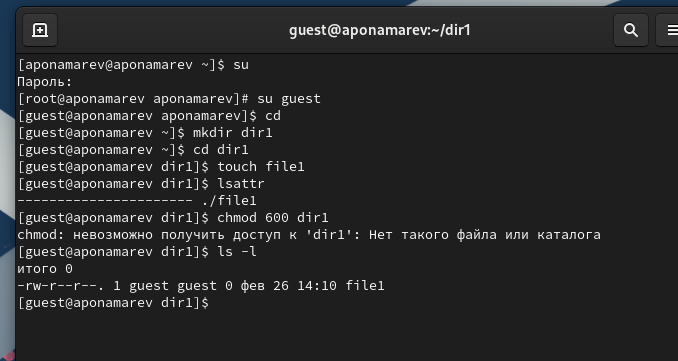 guest@aponamarev:~/dir1
[aponamarev@aponamarev ~]$ su
Пароль:
[root@aponamarev aponamarev]# su guest
[guest@aponamarev aponamarev]$ cd
[guest@aponamarev ~]$ mkdir dir1
[guest@aponamarev ~]$ cd dir1
[guest@aponamarev dir1]$ touch file1
[guest@aponamarev dir1]$ lsattr
---------------------- ./file1
[guest@aponamarev dir1]$ chmod 600 dir1
chmod: невозможно получить доступ к 'dir1': Нет такого файла или каталога
[guest@aponamarev dir1]$ ls -l
итого 0
-rw-r--r--. 1 guest guest 0 фев 26 14:10 file1
[guest@aponamarev dir1]$